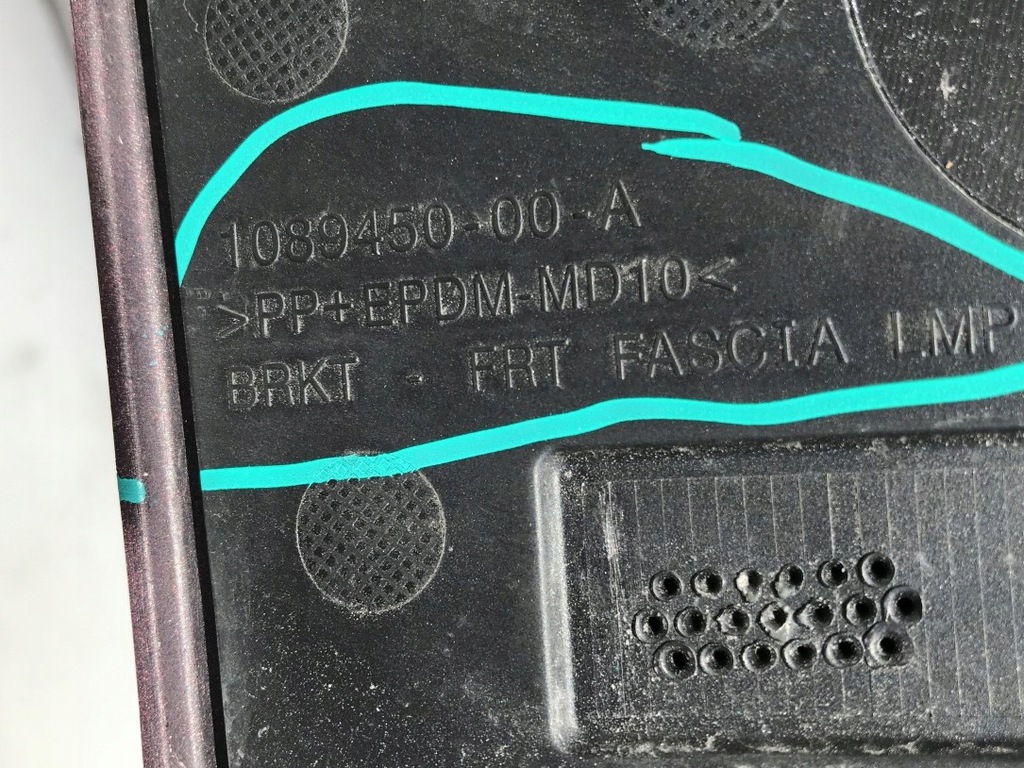 1089450-00-A
>PP+EPDM-MD10<
BRKT - FRT FASCIA LMP